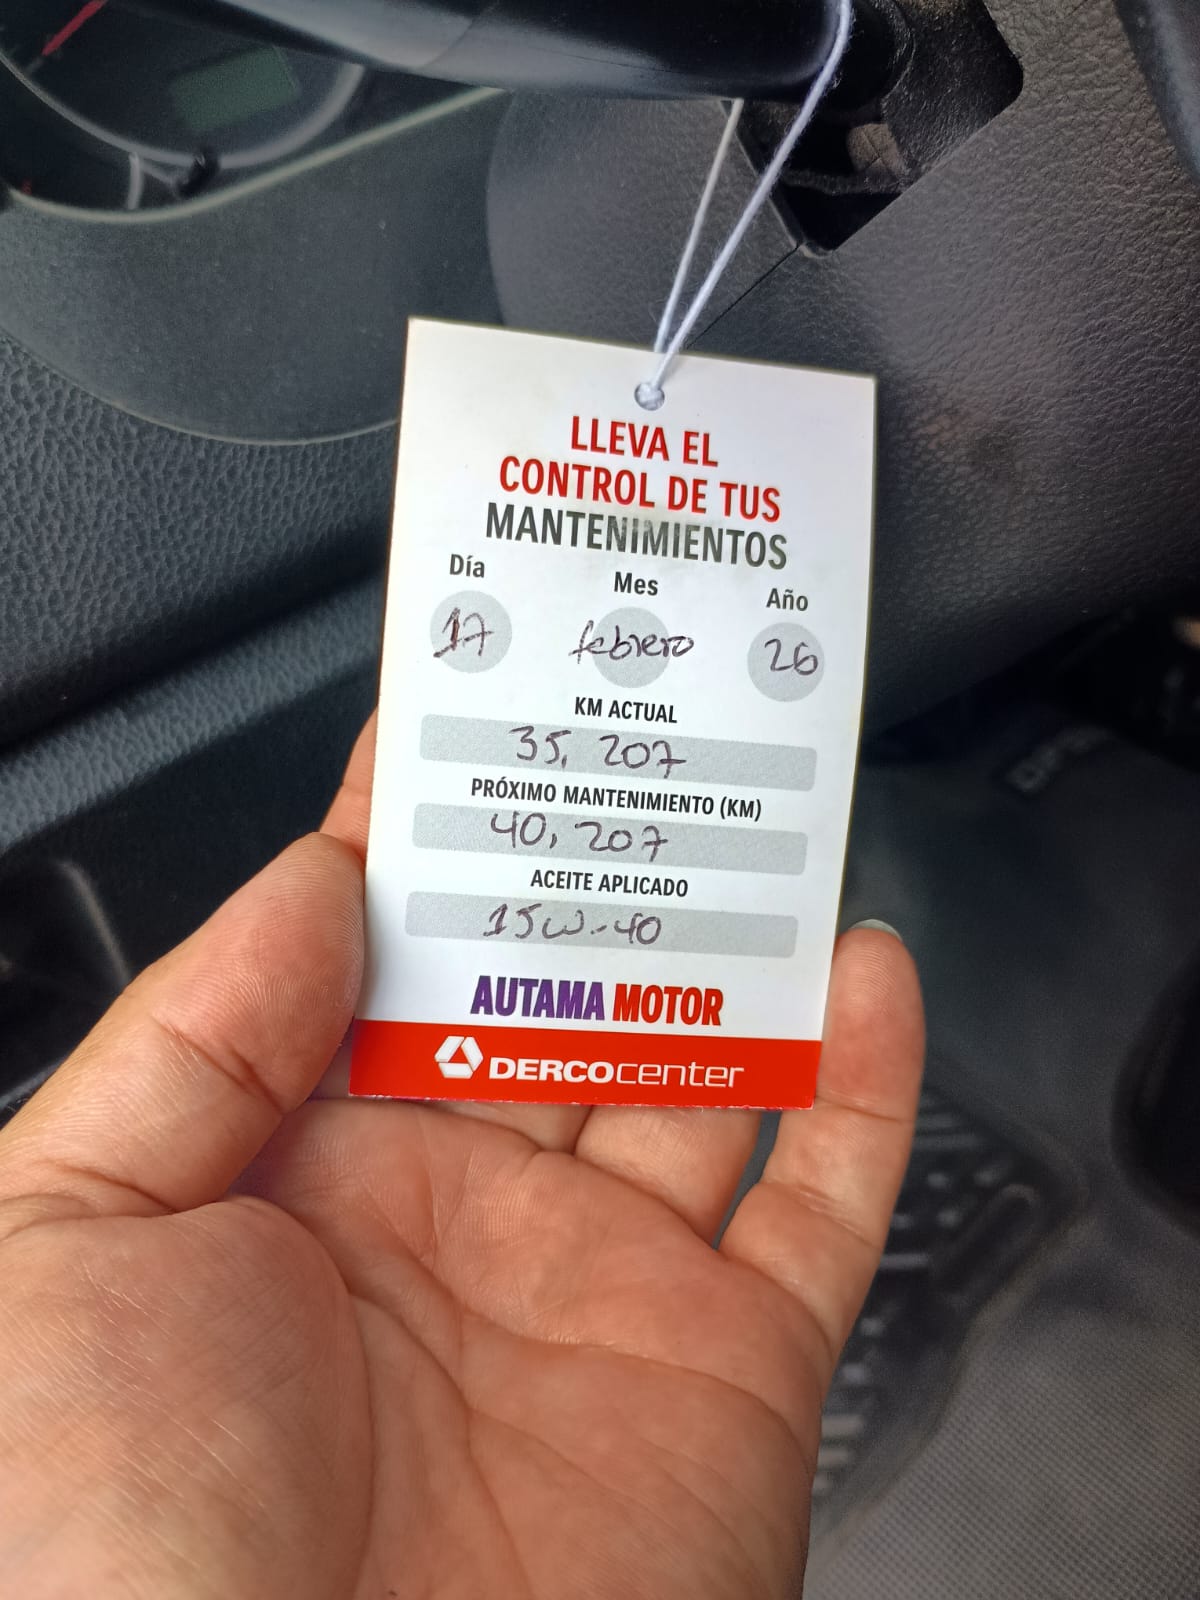 LLEVA EL
CONTROL DE TUS
MANTENIMIENTOS
Día Mes Año
17 febrero 26
KM ACTUAL
35, 207
PRÓXIMO MANTENIMIENTO (KM)
40, 207
ACEITE APLICADO
15W-40
AUTAMA MOTOR
DERCOcenter